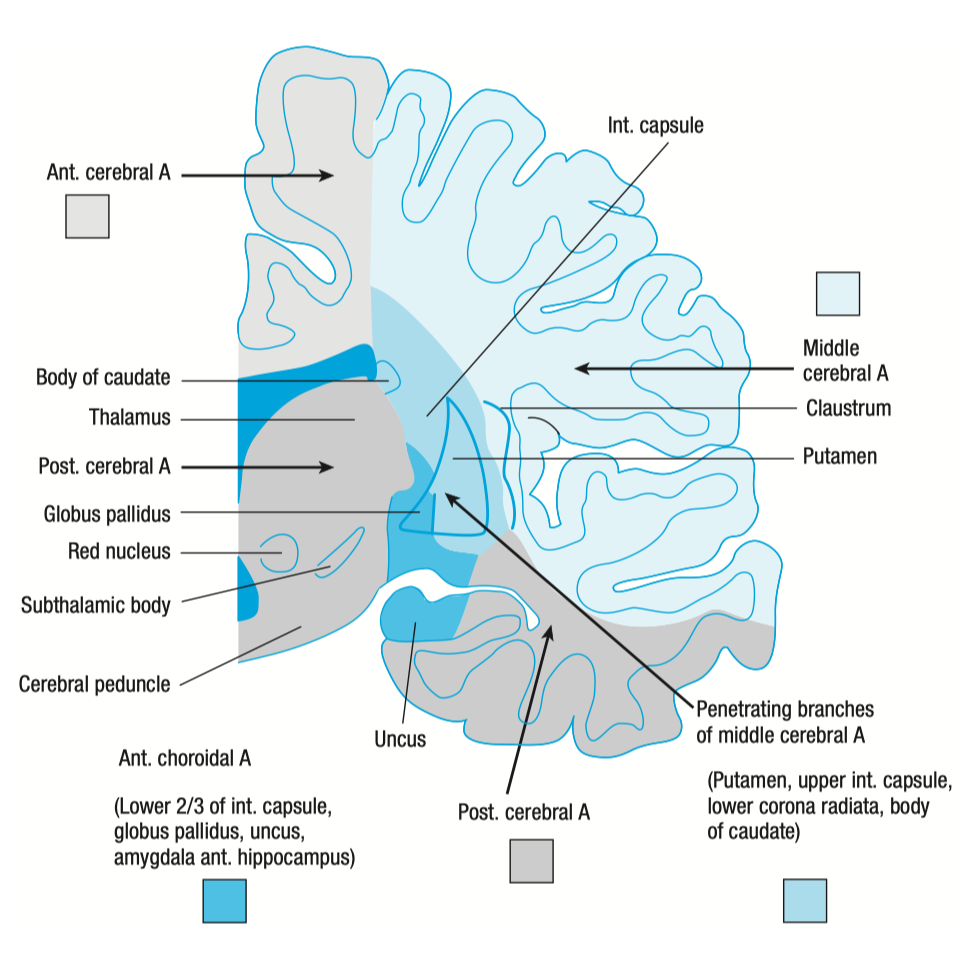 Int. capsule
Ant. cerebral A
Middle
cerebral A
Body of caudate
Claustrum
Thalamus
Putamen
Post. cerebral A
Globus pallidus
Red nucleus
Subthalamic body
Cerebral peduncle
Uncus
Penetrating branches
of middle cerebral A
Ant. choroidal A
(Lower 2/3 of int. capsule,
globus pallidus, uncus,
amygdala ant. hippocampus)
Post. cerebral A
(Putamen, upper int. capsule,
lower corona radiata, body
of caudate)